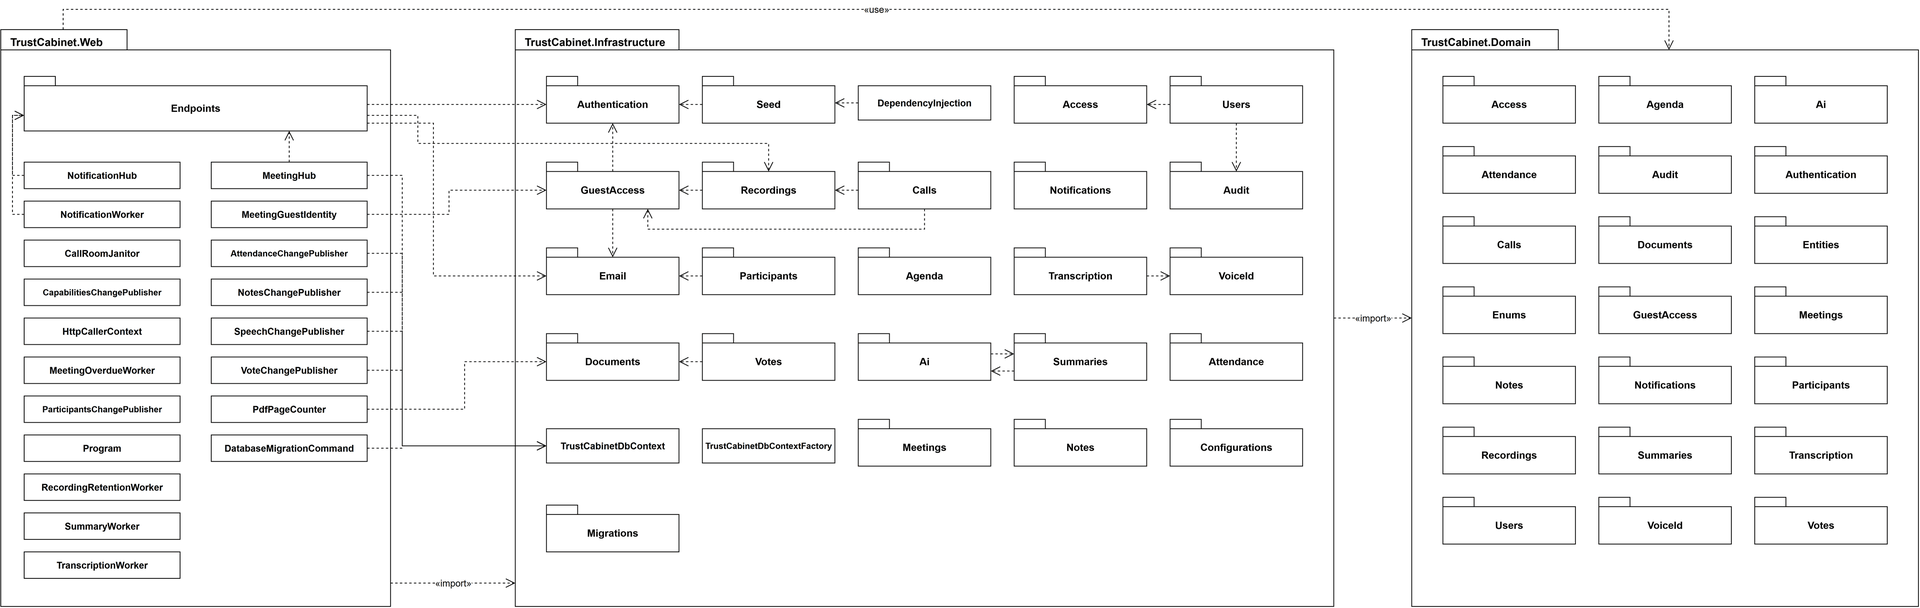 «use»
TrustCabinet.Web
Endpoints
NotificationHub
MeetingHub
NotificationWorker
MeetingGuestIdentity
CallRoomJanitor
AttendanceChangePublisher
CapabilitiesChangePublisher
NotesChangePublisher
HttpCallerContext
SpeechChangePublisher
MeetingOverdueWorker
VoteChangePublisher
ParticipantsChangePublisher
PdfPageCounter
Program
DatabaseMigrationCommand
RecordingRetentionWorker
SummaryWorker
TranscriptionWorker
«import»
TrustCabinet.Infrastructure
Authentication
Seed
DependencyInjection
Access
Users
GuestAccess
Recordings
Calls
Notifications
Audit
Email
Participants
Agenda
Transcription
VoiceId
Documents
Votes
Ai
Summaries
Attendance
TrustCabinetDbContext
TrustCabinetDbContextFactory
Meetings
Notes
Configurations
Migrations
«import»
TrustCabinet.Domain
Access
Agenda
Ai
Attendance
Audit
Authentication
Calls
Documents
Entities
Enums
GuestAccess
Meetings
Notes
Notifications
Participants
Recordings
Summaries
Transcription
Users
VoiceId
Votes